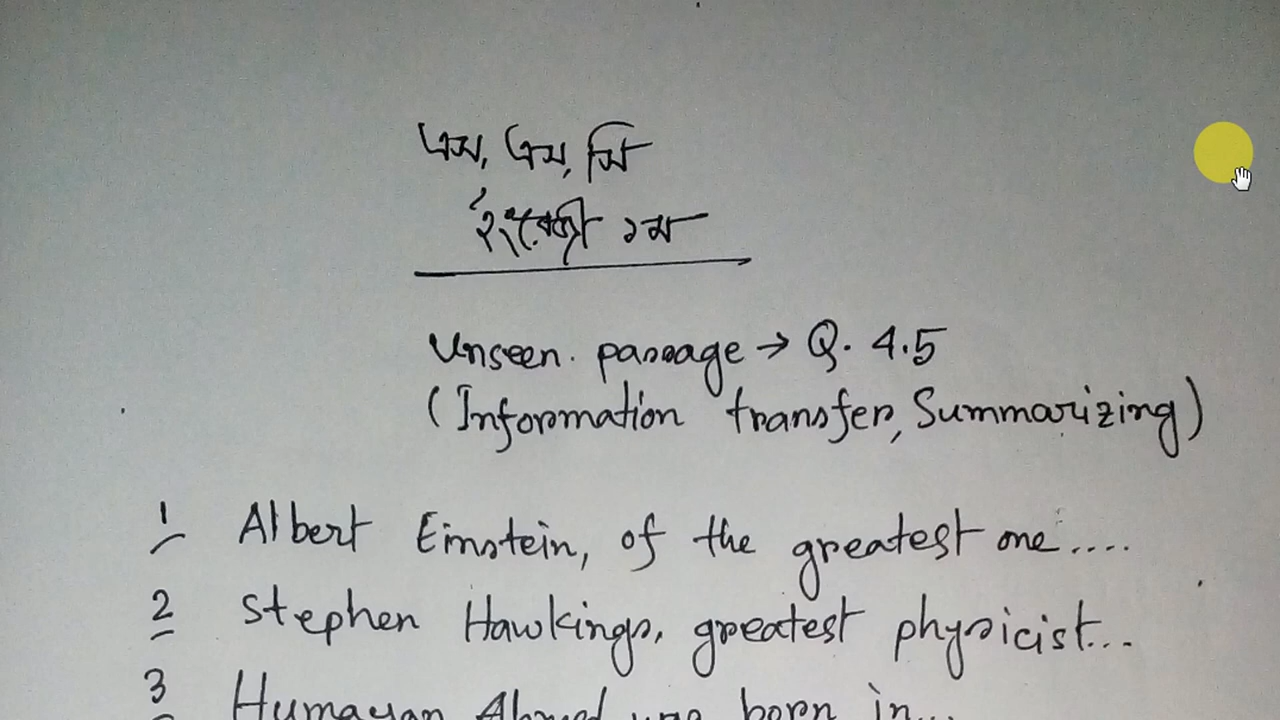 এস, এস, সি
ইংরেজী ১ম
Unseen. passage → Q. 4.5
(Information transfer, Summarizing)
1 Albert Einstein, of the greatest one....
2 Stephen Hawkings, greatest physicist...
3 Humayun Ahmed was born in...